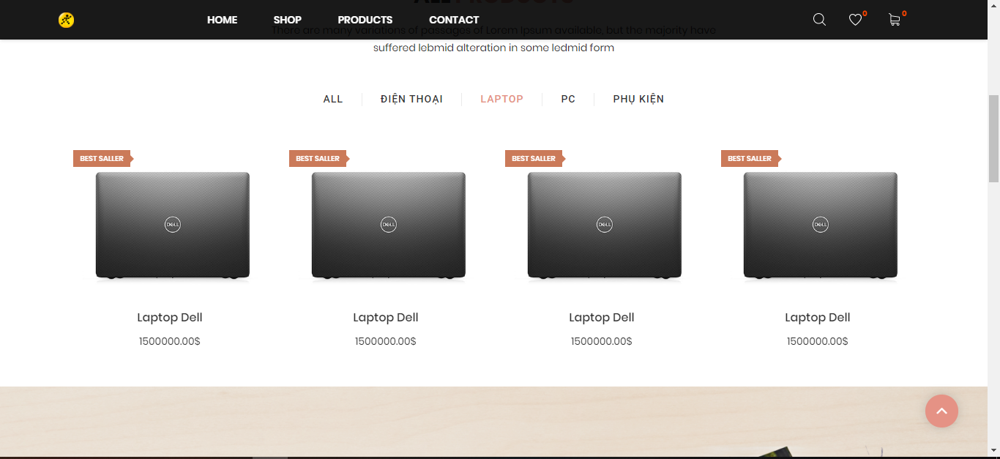 ALL PRODUCTS
HOME SHOP PRODUCTS CONTACT 0 0
There are many variations of passages of Lorem Ipsum available, but the majority have
suffered lebmid alteration in some ledmid form
ALL ĐIỆN THOẠI LAPTOP PC PHỤ KIỆN
BEST SALLER BEST SALLER BEST SALLER BEST SALLER
DELL DELL DELL DELL
Laptop Dell Laptop Dell Laptop Dell Laptop Dell
1500000.00$ 1500000.00$ 1500000.00$ 1500000.00$